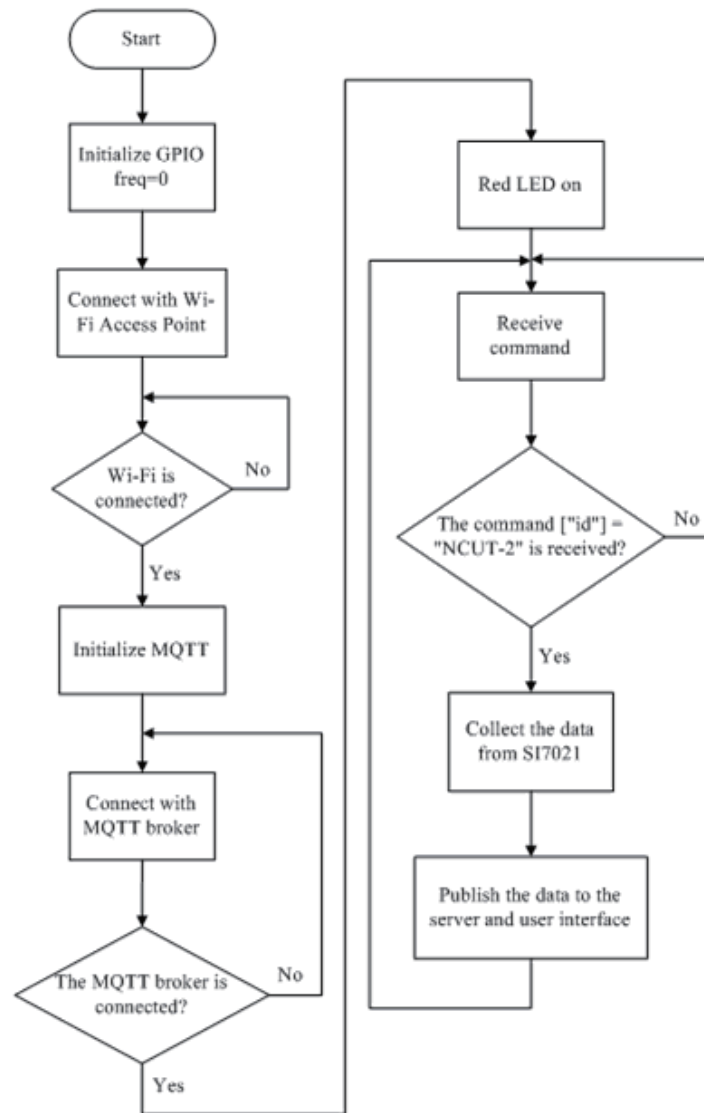 Start
Initialize GPIO
freq=0
Connect with Wi-
Fi Access Point
Wi-Fi is
connected?
No
Yes
Initialize MQTT
Connect with
MQTT broker
The MQTT broker is
connected?
No
Yes
Red LED on
Receive
command
The command ["id"] =
"NCUT-2" is received?
No
Yes
Collect the data
from SI7021
Publish the data to the
server and user interface